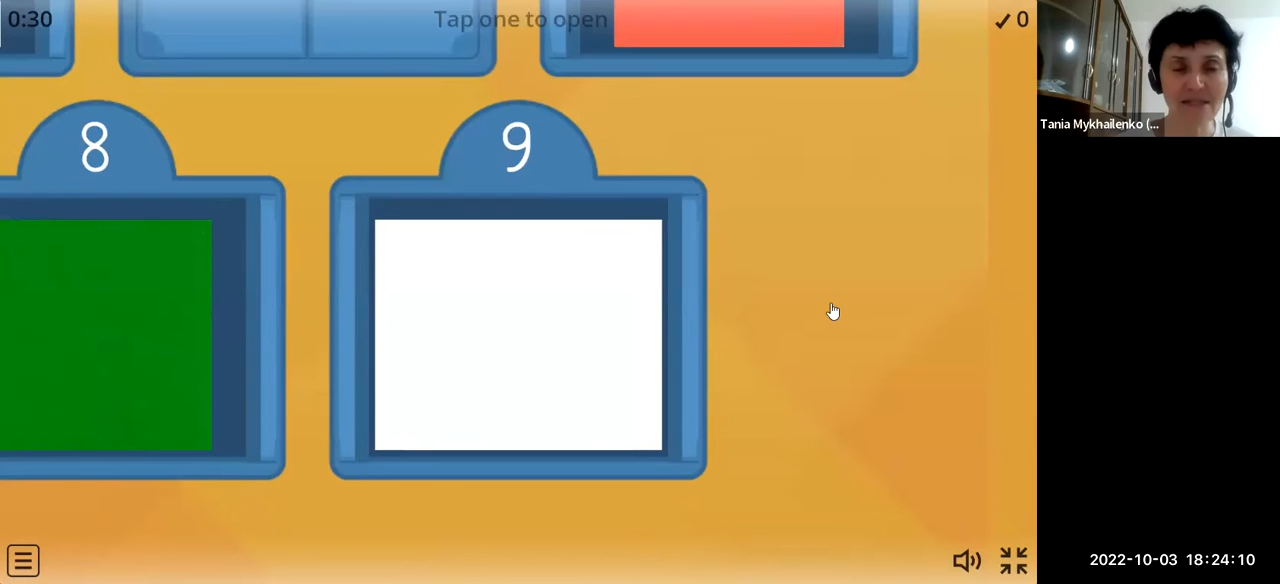 0:30
Tap one to open
✓ 0
Tania Mykhailenko (...
8
9
2022-10-03 18:24:10